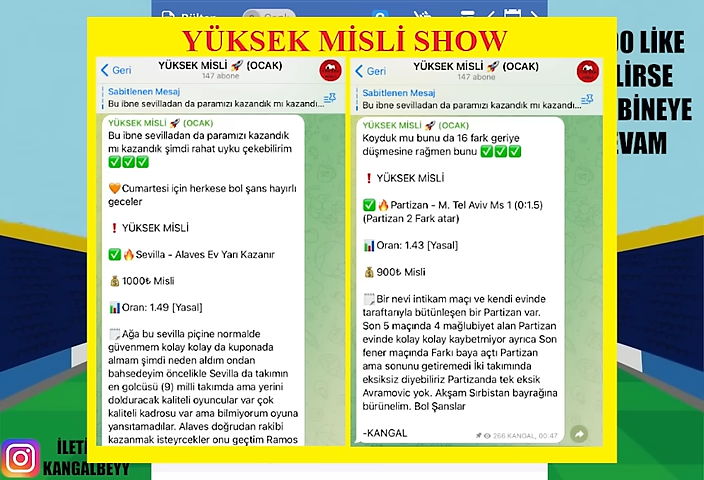 Bülten
Canlı
YÜKSEK MİSLİ SHOW
Geri
YÜKSEK MİSLİ 🚀 (OCAK)
147 abone
Sabitlenen Mesaj
Bu ibne sevilladan da paramızı kazandık mı kazandı...
YÜKSEK MİSLİ 🚀 (OCAK)
Bu ibne sevilladan da paramızı kazandık
mı kazandık şimdi rahat uyku çekebilirim
✅✅✅
🧡Cumartesi için herkese bol şans hayırlı
geceler
❗ YÜKSEK MİSLİ
✅🔥Sevilla - Alaves Ev Yarı Kazanır
💰1000₺ Misli
📊Oran: 1.49 [Yasal]
🗒️Ağa bu sevilla piçine normalde
güvenmem kolay kolay da kuponada
almam şimdi neden aldım ondan
bahsedeyim öncelikle Sevilla da takımın
en golcüsü (9) milli takımda ama yerini
dolduracak kaliteli oyuncular var çok
kaliteli kadrosu var ama bilmiyorum oyuna
yansıtamadılar. Alaves doğrudan rakibi
kazanmak isteyrcekler onu geçtim Ramos
Geri
YÜKSEK MİSLİ 🚀 (OCAK)
147 abone
Sabitlenen Mesaj
Bu ibne sevilladan da paramızı kazandık mı kazandı...
YÜKSEK MİSLİ 🚀 (OCAK)
Koyduk mu bunu da 16 fark geriye
düşmesine rağmen bunu ✅✅✅
❗ YÜKSEK MİSLİ
✅🔥Partizan - M. Tel Aviv Ms 1 (0:1.5)
(Partizan 2 Fark atar)
📊Oran: 1.43 [Yasal]
💰900₺ Misli
🗒️Bir nevi intikam maçı ve kendi evinde
taraftarıyla bütünleşen bir Partizan var.
Son 5 maçında 4 mağlubiyet alan Partizan
evinde kolay kolay kaybetmiyor ayrıca Son
fener maçında Farkı baya açtı Partizan
ama sonunu getiremedi İki takımında
eksiksiz diyebiliriz Partizanda tek eksik
Avramovic yok. Akşam Sırbistan bayrağına
bürünelim. Bol Şanslar
-KANGAL
266 KANGAL, 00:47
00 LİKE
LİRSE
BİNEYE
EVAM
İLETİ
KANGALBEYY